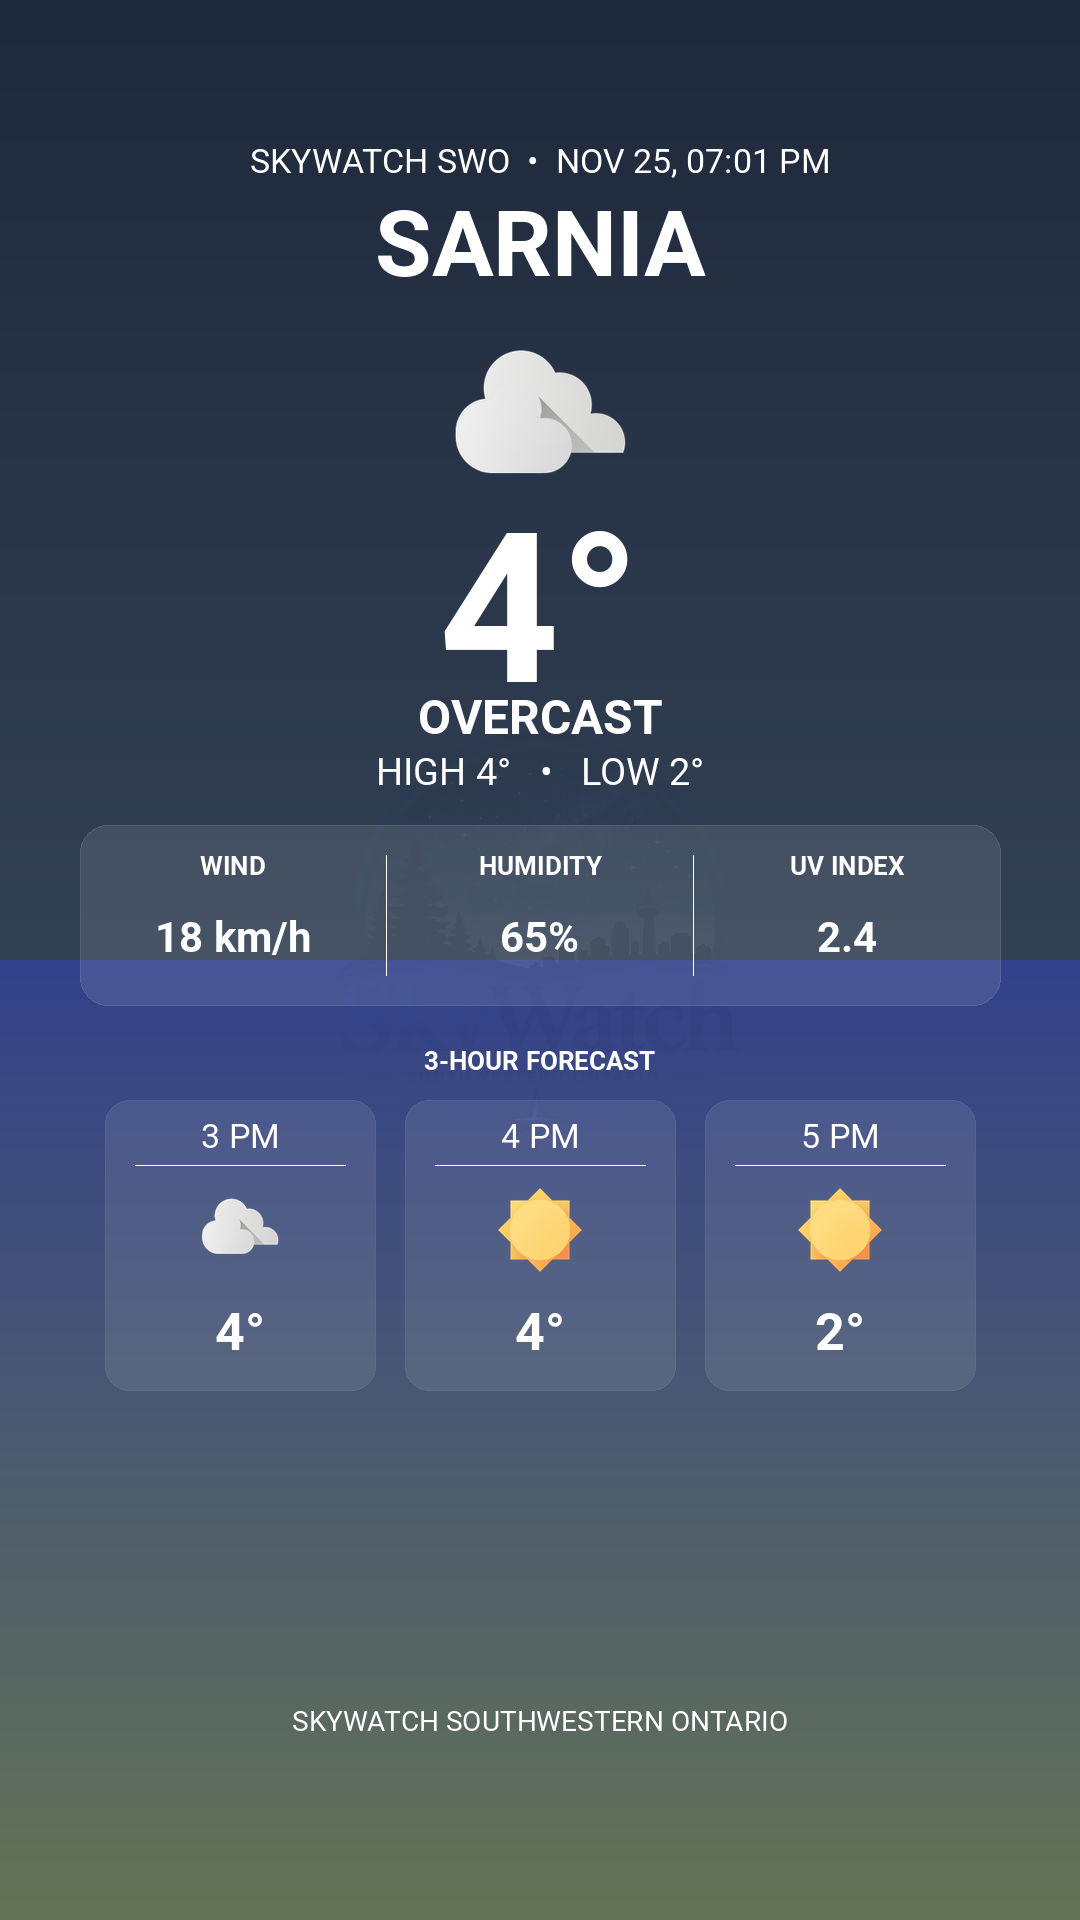 SKYWATCH SWO • NOV 25, 07:01 PM
SARNIA
4°
OVERCAST
HIGH 4° • LOW 2°
WIND HUMIDITY UV INDEX
18 km/h 65% 2.4
SkyWatch
3-HOUR FORECAST
3 PM 4 PM 5 PM
4° 4° 2°
SKYWATCH SOUTHWESTERN ONTARIO